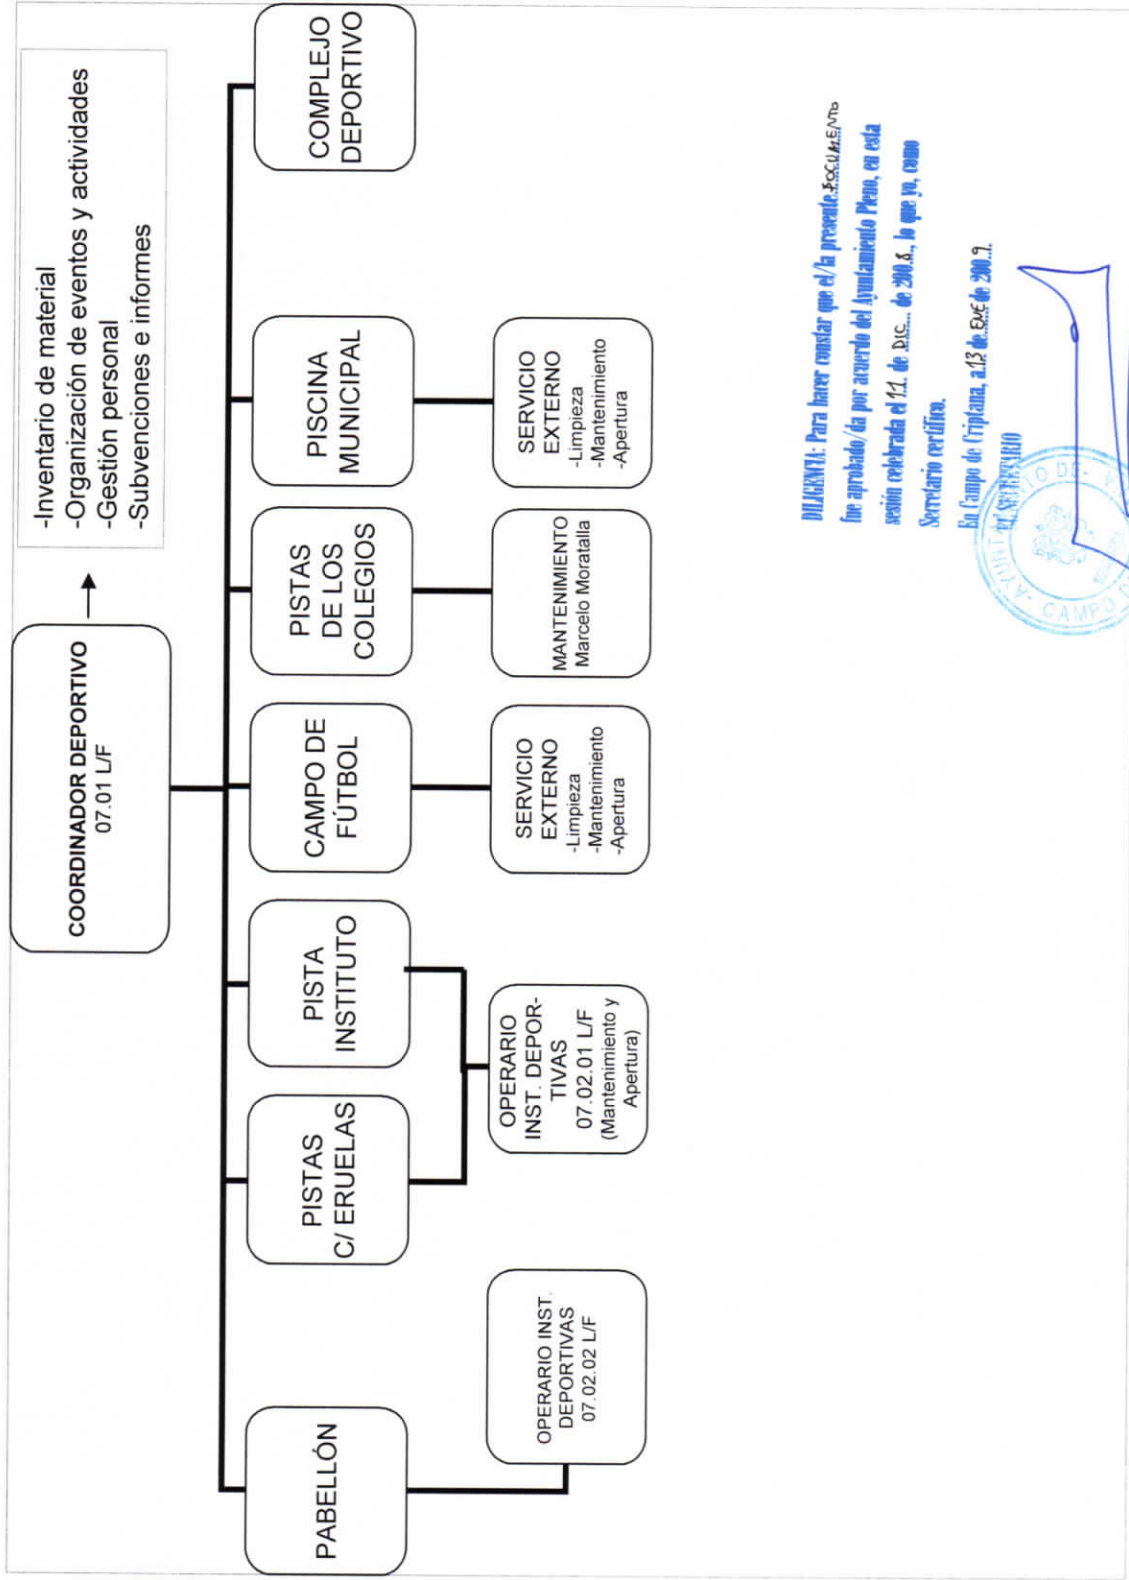 COORDINADOR DEPORTIVO
07.01 L/F
-Inventario de material
-Organización de eventos y actividades
-Gestión personal
-Subvenciones e informes
PABELLÓN
PISTAS
C/ ERUELAS
PISTA
INSTITUTO
CAMPO DE
FÚTBOL
PISTAS
DE LOS
COLEGIOS
PISCINA
MUNICIPAL
COMPLEJO
DEPORTIVO
OPERARIO INST.
DEPORTIVAS
07.02.02 L/F
OPERARIO
INST. DEPOR-
TIVAS
07.02.01 L/F
(Mantenimiento y
Apertura)
SERVICIO
EXTERNO
-Limpieza
-Mantenimiento
-Apertura
MANTENIMIENTO
Marcelo Moratalla
SERVICIO
EXTERNO
-Limpieza
-Mantenimiento
-Apertura
DILIGENCIA: Para hacer constar que el/la presente DOCUMENTO
fue aprobado/da por acuerdo del Ayuntamiento Pleno, en esta
sesión celebrada el 11 de DIC de 2008, lo que yo, como
Secretario certifico.
En Campo de Criptana, a 13 de ENE de 2009.
EL SECRETARIO
AYUNTAMIENTO DE
CAMPO DE